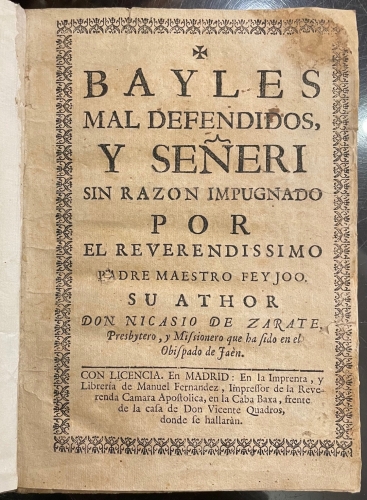 ✠
BAYLES
MAL DEFENDIDOS,
Y SEÑERI
SIN RAZON IMPUGNADO
POR
EL REVERENDISSIMO
PADRE MAESTRO FEYJOO.
SU ATHOR
DON NICASIO DE ZARATE,
Presbytero, y Missionero que ha sido en el
Obispado de Jaèn.
CON LICENCIA. En MADRID: En la Imprenta, y
Librerìa de Manuel Fernandez, Impressor de la Reve-
renda Camara Apostolica, en la Caba Baxa, frente
de la casa de Don Vicente Quadros,
donde se hallaràn.